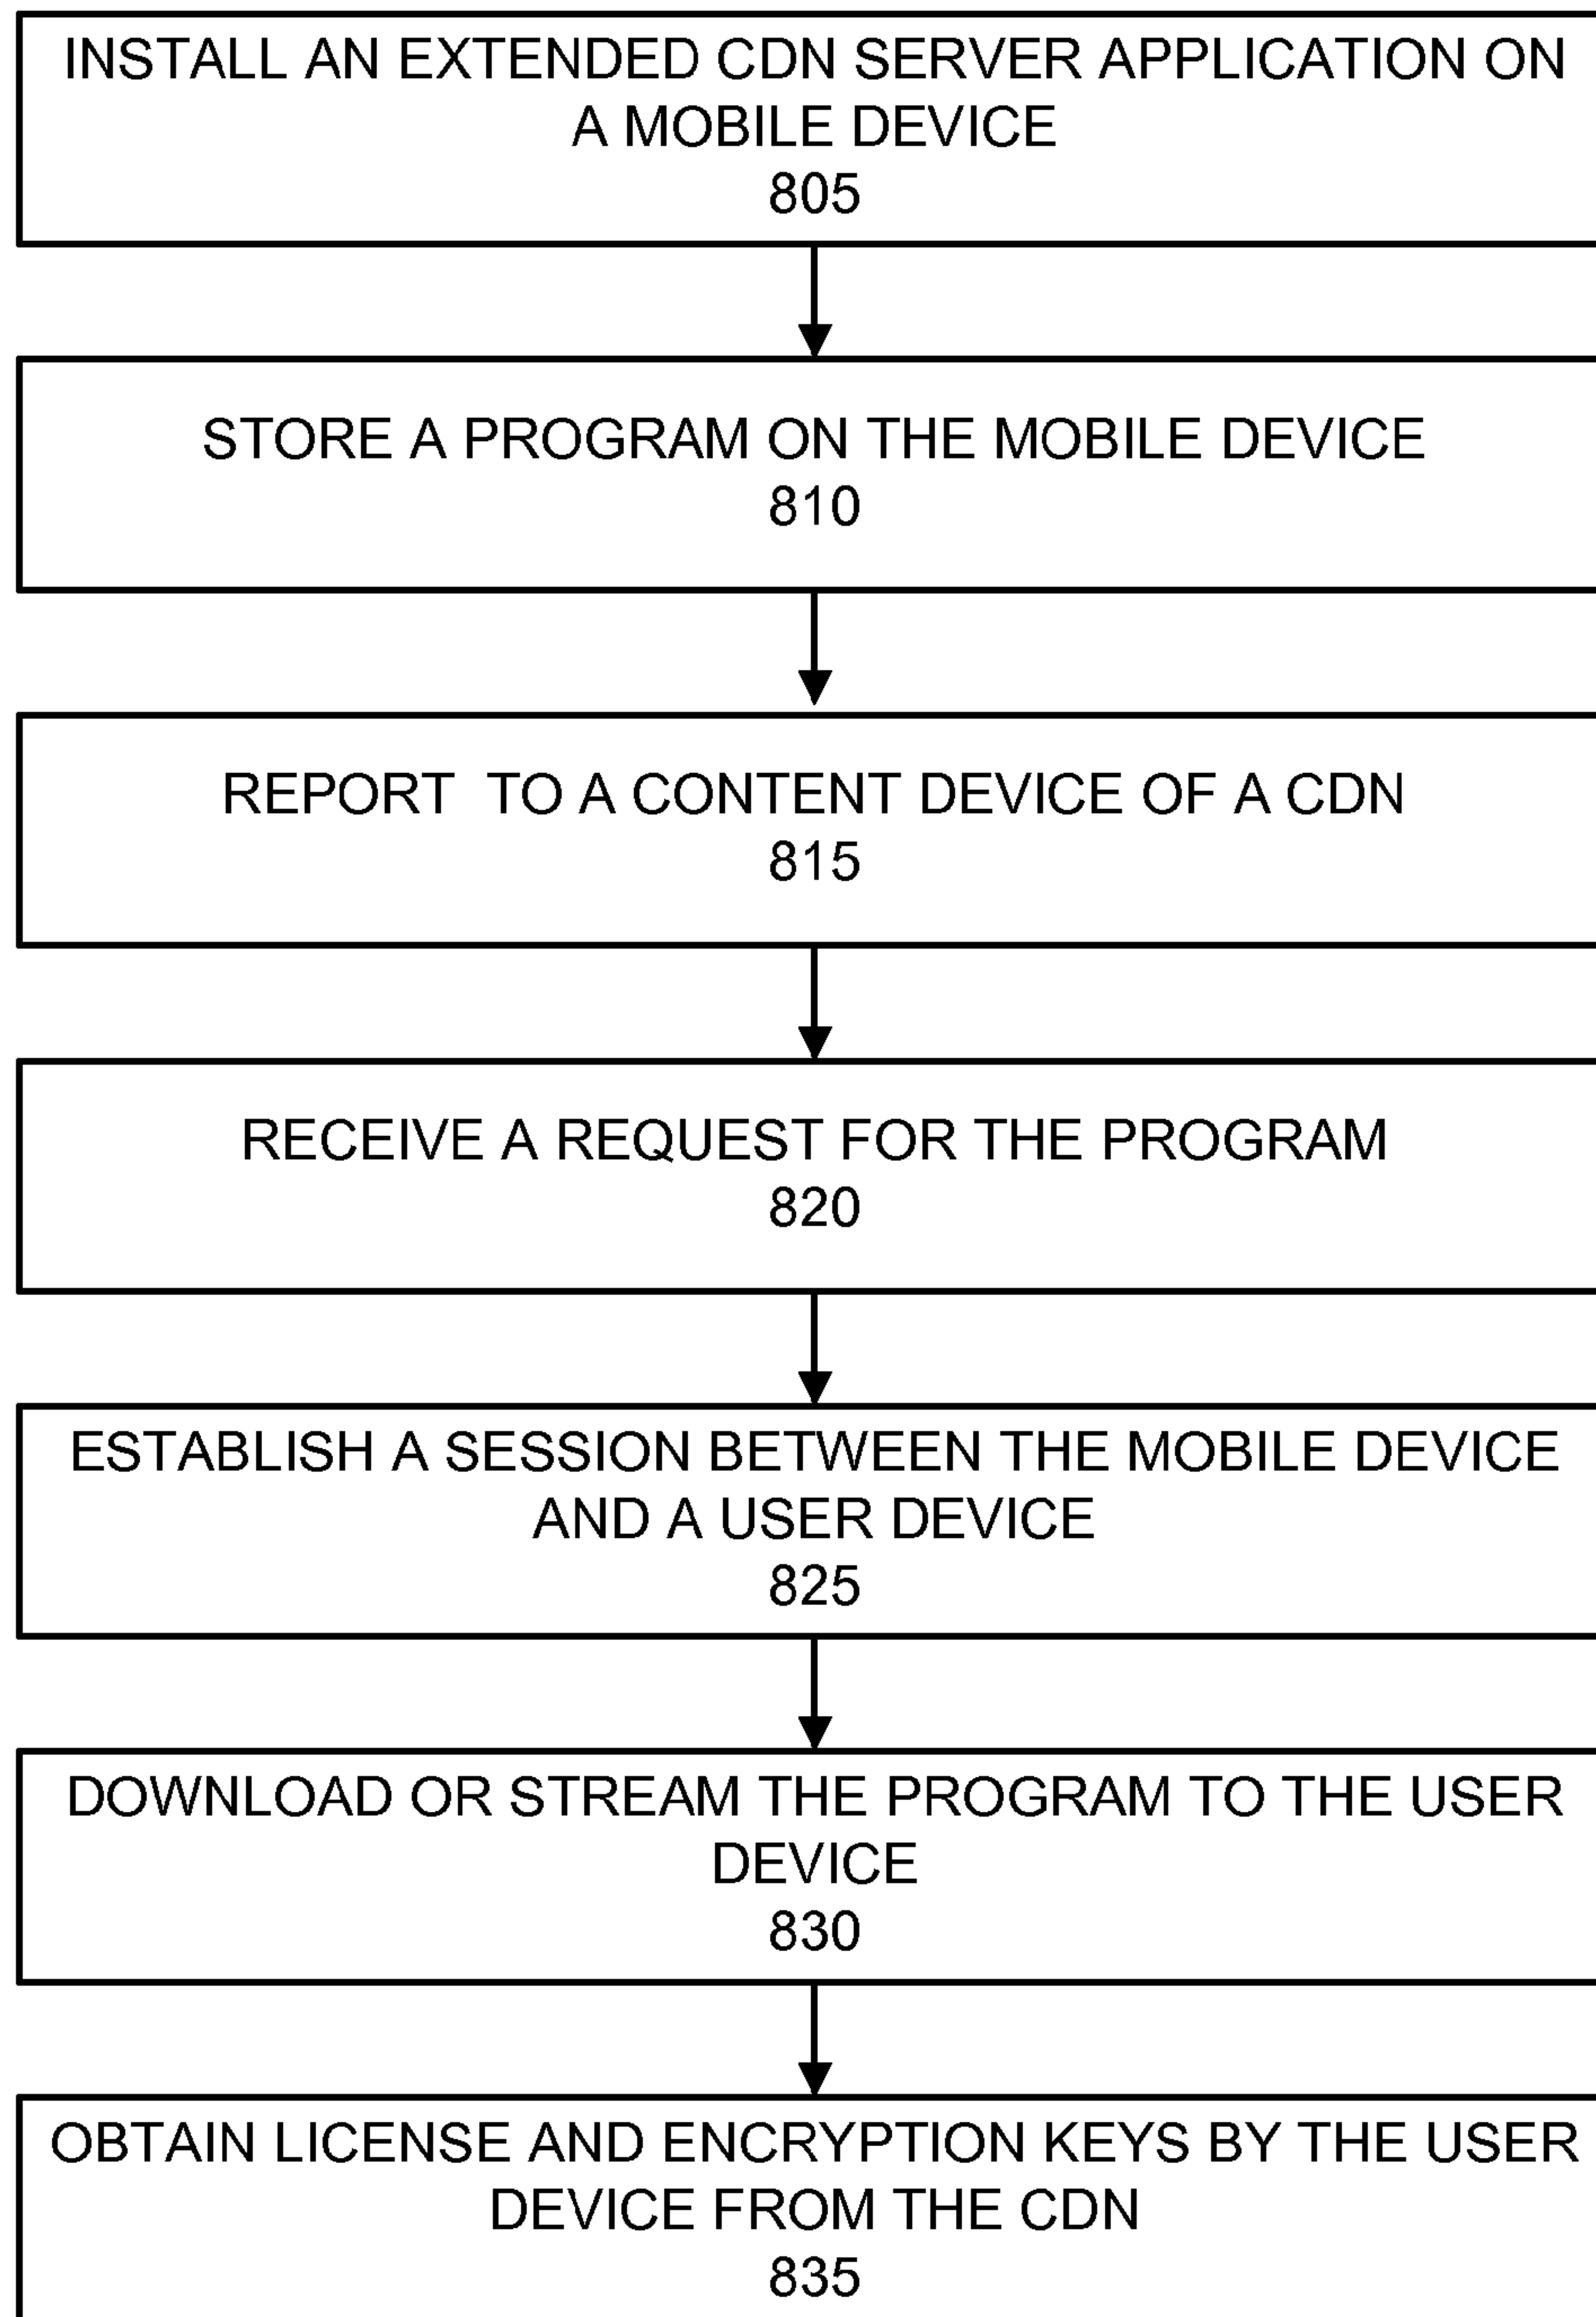 INSTALL AN EXTENDED CDN SERVER APPLICATION ON
A MOBILE DEVICE
805
STORE A PROGRAM ON THE MOBILE DEVICE
810
REPORT TO A CONTENT DEVICE OF A CDN
815
RECEIVE A REQUEST FOR THE PROGRAM
820
ESTABLISH A SESSION BETWEEN THE MOBILE DEVICE
AND A USER DEVICE
825
DOWNLOAD OR STREAM THE PROGRAM TO THE USER
DEVICE
830
OBTAIN LICENSE AND ENCRYPTION KEYS BY THE USER
DEVICE FROM THE CDN
835